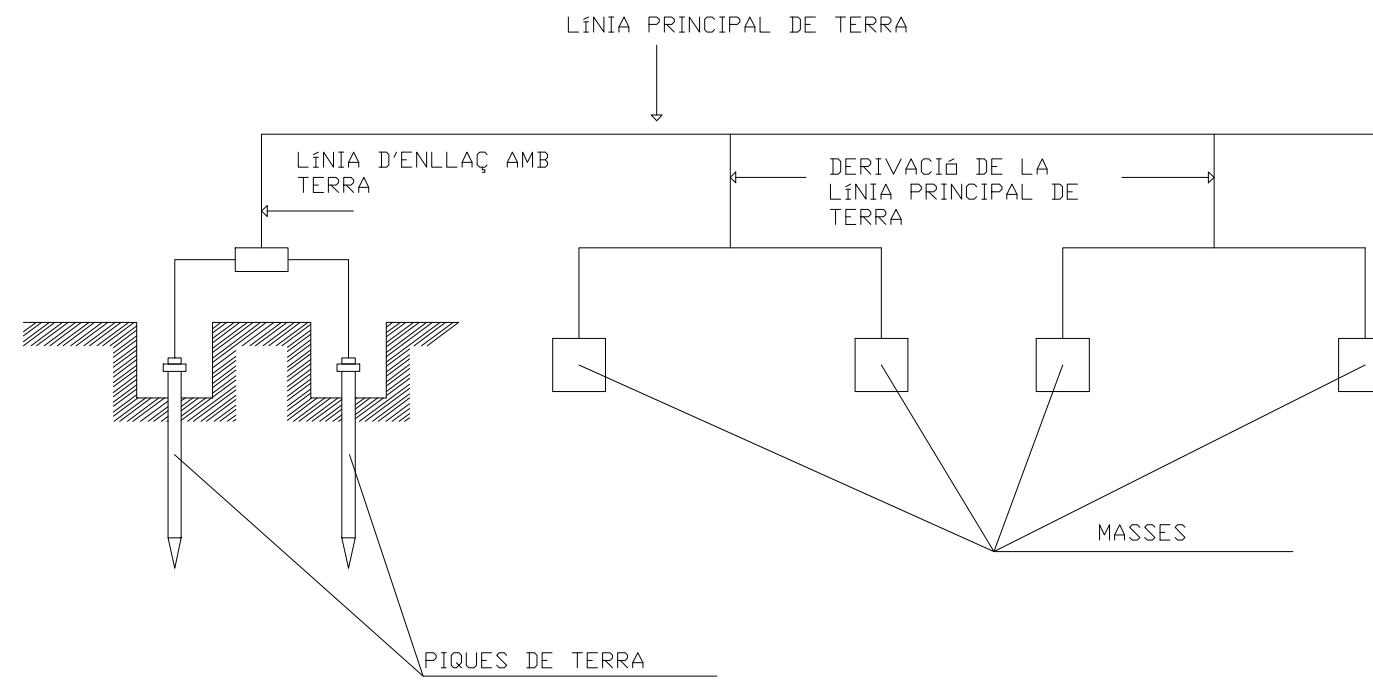 LíNIA PRINCIPAL DE TERRA
LíNIA D'ENLLAÇ AMB
TERRA
DERIVACIó DE LA
LíNIA PRINCIPAL DE
TERRA
MASSES
PIQUES DE TERRA